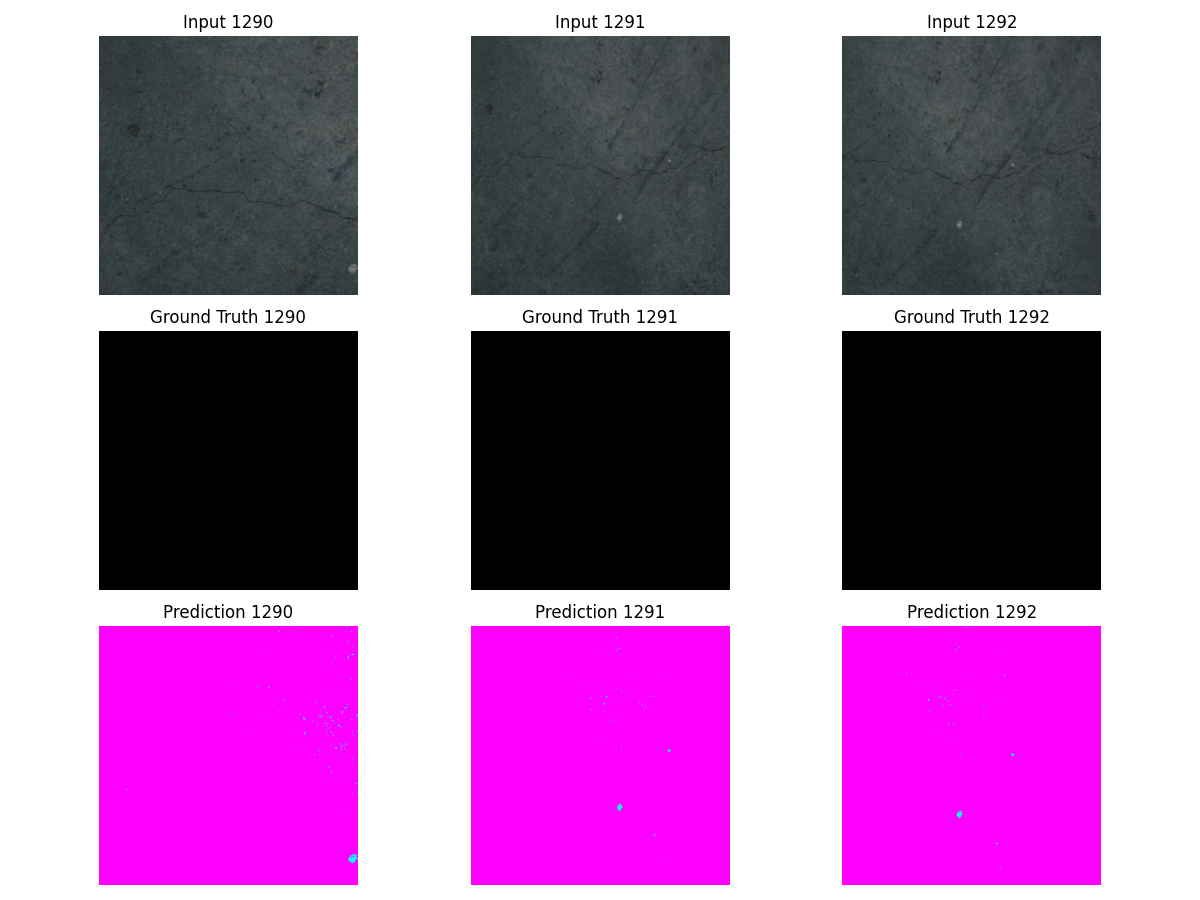 Input 1290
Input 1291
Input 1292
Ground Truth 1290
Ground Truth 1291
Ground Truth 1292
Prediction 1290
Prediction 1291
Prediction 1292